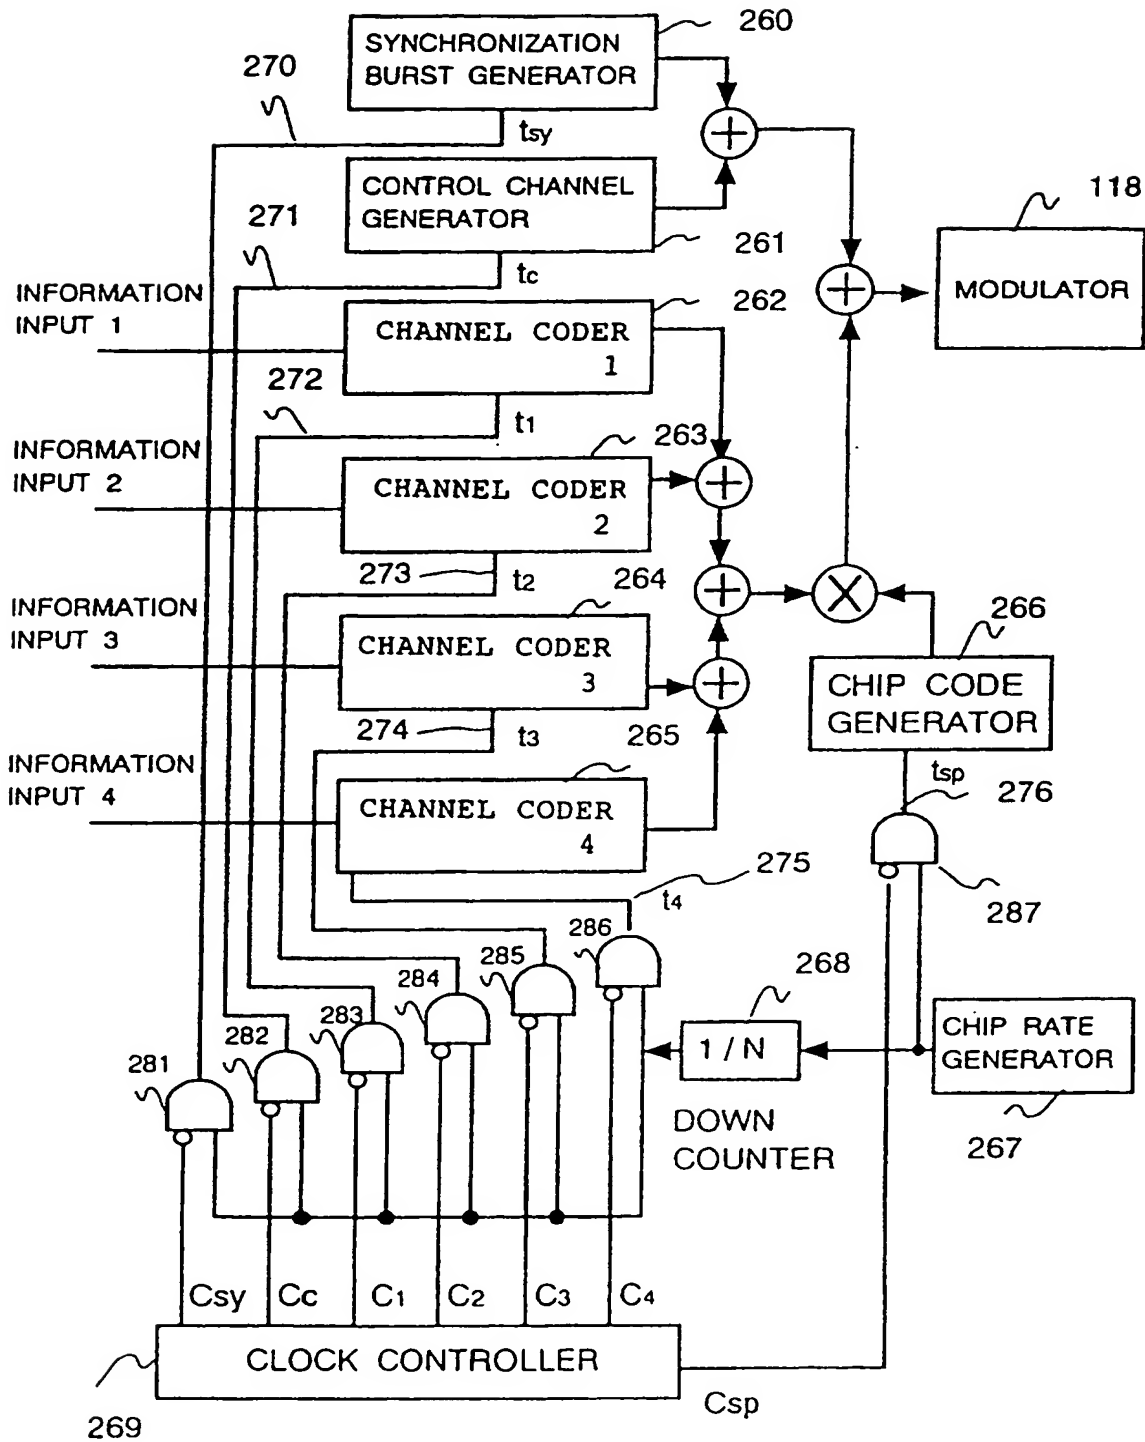 260
SYNCHRONIZATION
BURST GENERATOR
270
tsy
118
CONTROL CHANNEL
GENERATOR
271
261
tc
MODULATOR
INFORMATION
INPUT 1
262
CHANNEL CODER
1
272
t1
INFORMATION
INPUT 2
263
CHANNEL CODER
2
273
t2
264
INFORMATION
INPUT 3
266
CHANNEL CODER
3
CHIP CODE
GENERATOR
274
t3
265
INFORMATION
INPUT 4
tsp
276
CHANNEL CODER
4
275
t4
287
286
285
284
283
282
281
268
1/N
CHIP RATE
GENERATOR
DOWN
COUNTER
267
Csy
Cc
C1
C2
C3
C4
CLOCK CONTROLLER
Csp
269